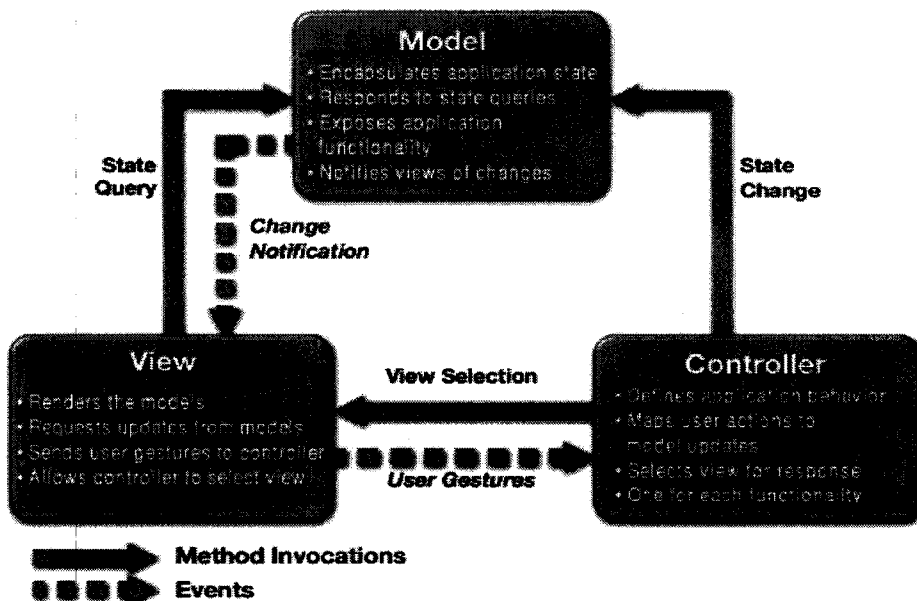 Model
• Encapsulates application state
• Responds to state queries
• Exposes application
functionality
• Notifies views of changes
State
Query
State
Change
Change
Notification
View
• Renders the models
• Requests updates from models
• Sends user gestures to controller
• Allows controller to select view
View Selection
User Gestures
Controller
• Defines application behavior
• Maps user actions to
model updates
• Selects view for response
• One for each functionality
Method Invocations
Events